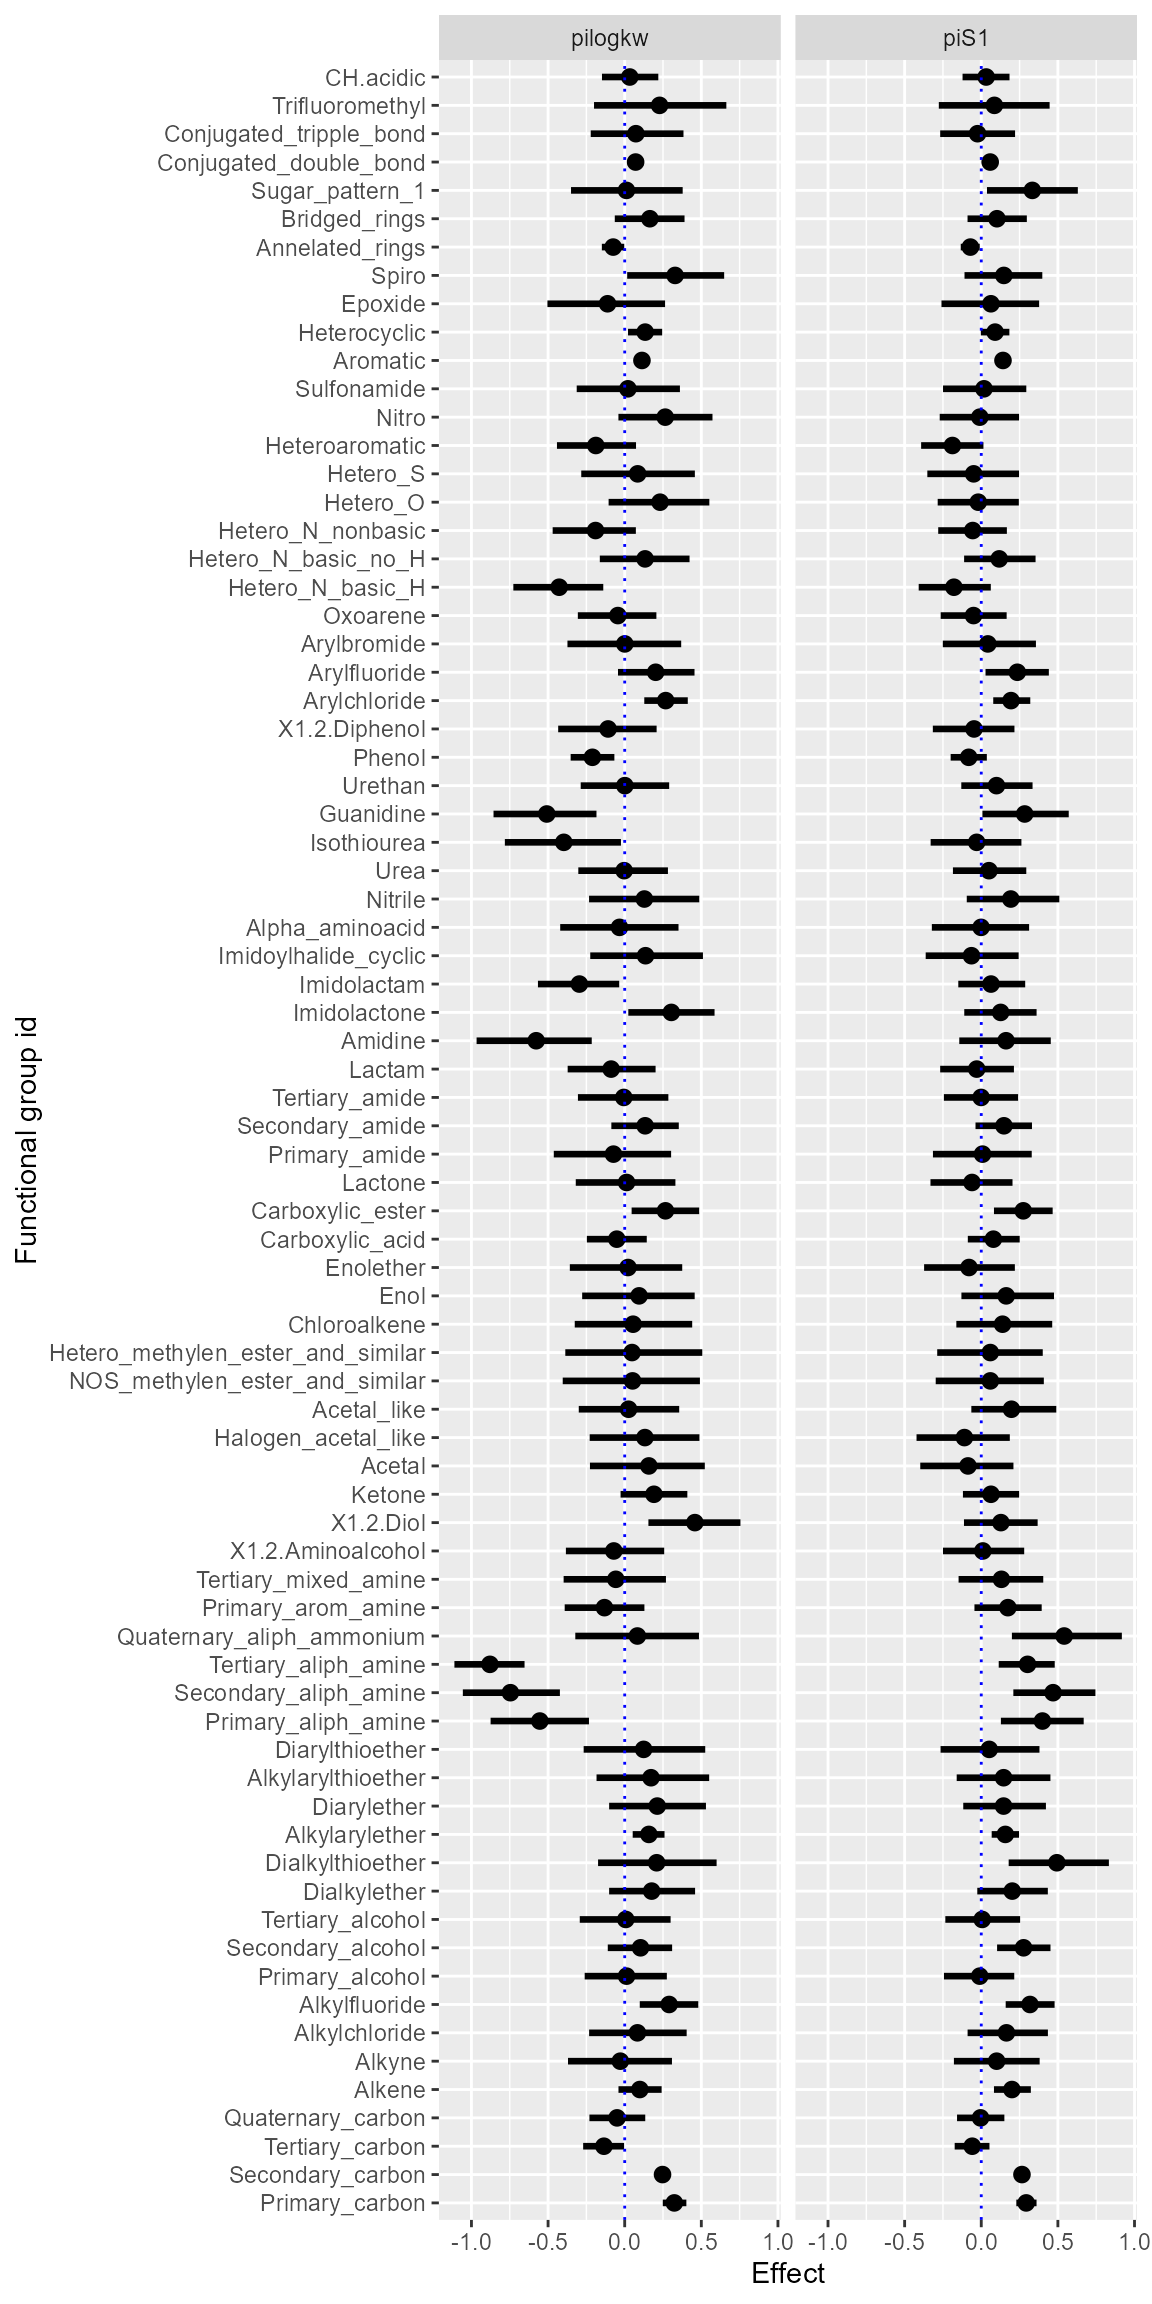 pilogkw piS1
CH.acidic
Trifluoromethyl
Conjugated_tripple_bond
Conjugated_double_bond
Sugar_pattern_1
Bridged_rings
Annelated_rings
Spiro
Epoxide
Heterocyclic
Aromatic
Sulfonamide
Nitro
Heteroaromatic
Hetero_S
Hetero_O
Hetero_N_nonbasic
Hetero_N_basic_no_H
Hetero_N_basic_H
Oxoarene
Arylbromide
Arylfluoride
Arylchloride
X1.2.Diphenol
Phenol
Urethan
Guanidine
Isothiourea
Urea
Nitrile
Alpha_aminoacid
Imidoylhalide_cyclic
Imidolactam
Imidolactone
Amidine
Lactam
Tertiary_amide
Secondary_amide
Primary_amide
Lactone
Carboxylic_ester
Carboxylic_acid
Enolether
Enol
Chloroalkene
Hetero_methylen_ester_and_similar
NOS_methylen_ester_and_similar
Acetal_like
Halogen_acetal_like
Acetal
Ketone
X1.2.Diol
X1.2.Aminoalcohol
Tertiary_mixed_amine
Primary_arom_amine
Quaternary_aliph_ammonium
Tertiary_aliph_amine
Secondary_aliph_amine
Primary_aliph_amine
Diarylthioether
Alkylarylthioether
Diarylether
Alkylarylether
Dialkylthioether
Dialkylether
Tertiary_alcohol
Secondary_alcohol
Primary_alcohol
Alkylfluoride
Alkylchloride
Alkyne
Alkene
Quaternary_carbon
Tertiary_carbon
Secondary_carbon
Primary_carbon
Functional group id
-1.0 -0.5 0.0 0.5 1.0 -1.0 -0.5 0.0 0.5 1.0
Effect